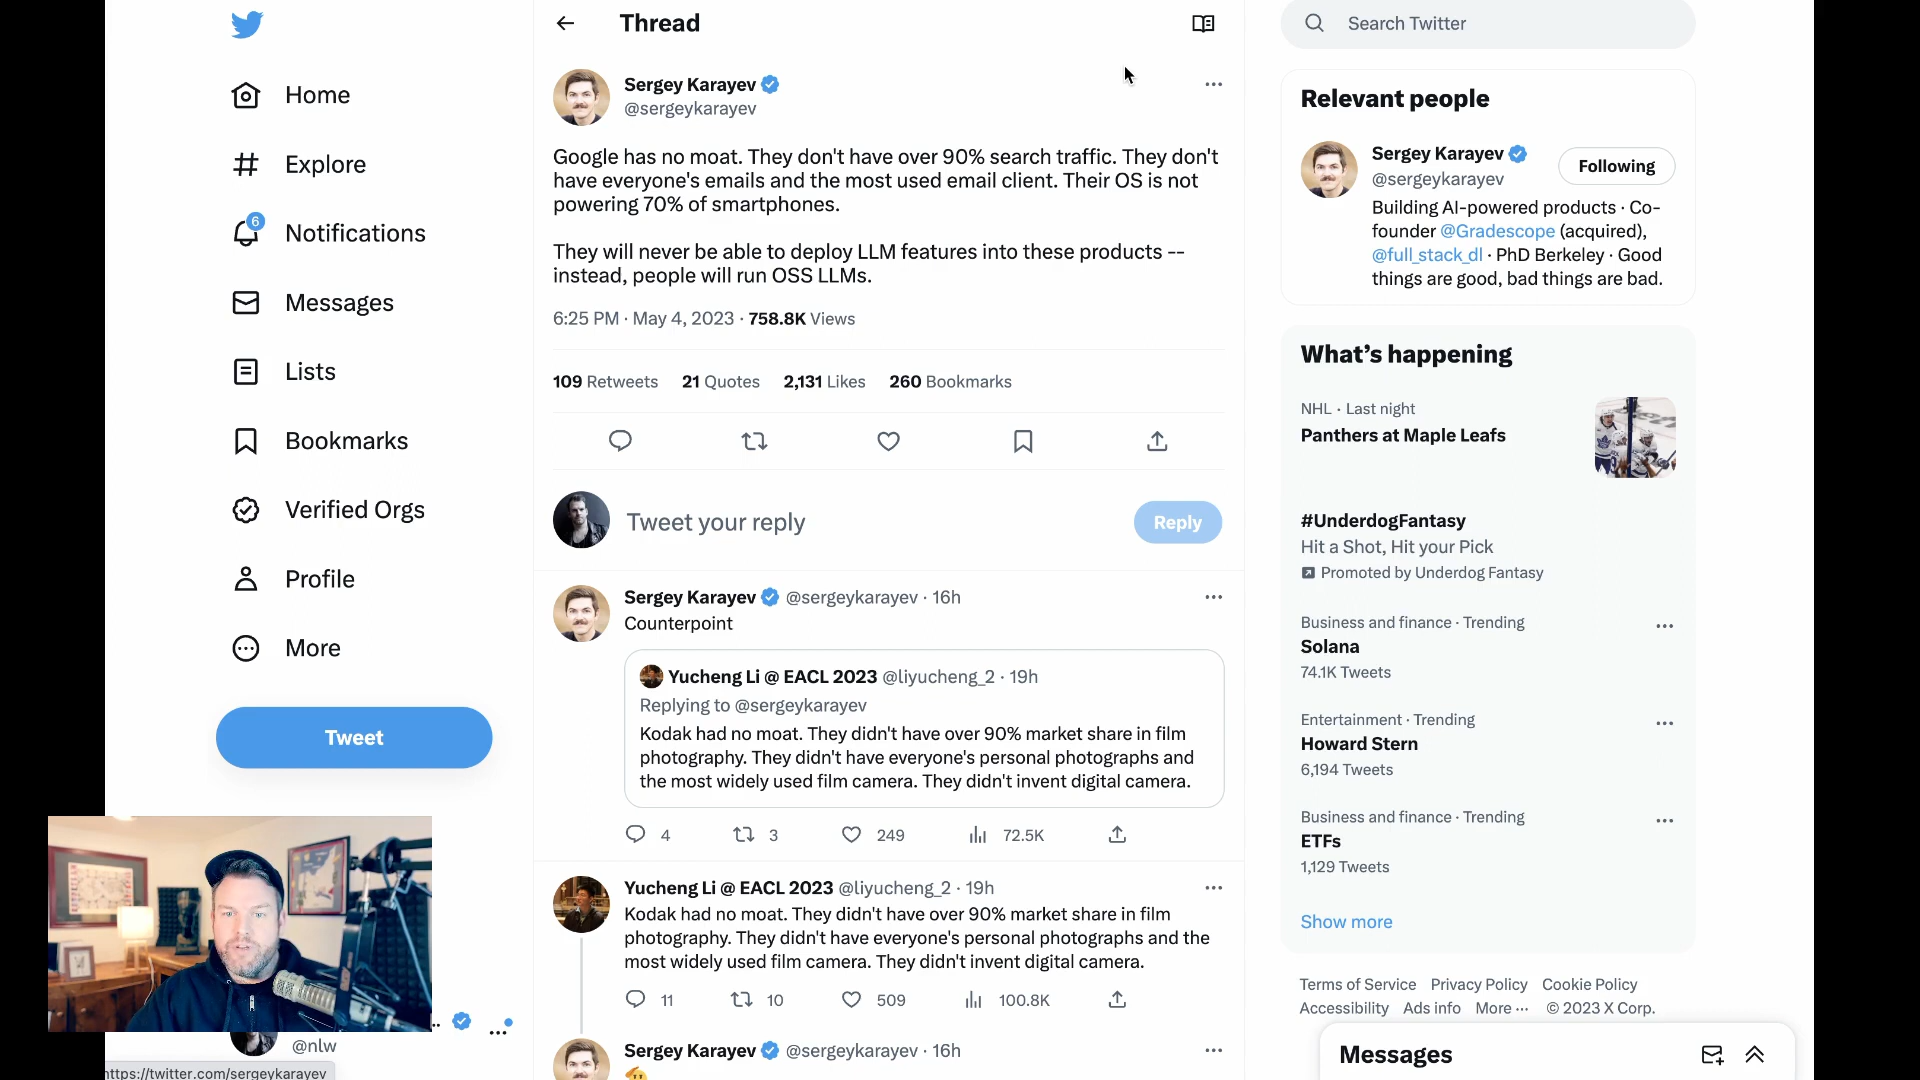 Home
Explore
6
Notifications
Messages
Lists
Bookmarks
Verified Orgs
Profile
More
Tweet
@nlw
https://twitter.com/sergeykarayev
Thread
Sergey Karayev
@sergeykarayev
Google has no moat. They don't have over 90% search traffic. They don't
have everyone's emails and the most used email client. Their OS is not
powering 70% of smartphones.
They will never be able to deploy LLM features into these products --
instead, people will run OSS LLMs.
6:25 PM · May 4, 2023 · 758.8K Views
109 Retweets 21 Quotes 2,131 Likes 260 Bookmarks
Tweet your reply
Reply
Sergey Karayev @sergeykarayev · 16h
Counterpoint
Yucheng Li @ EACL 2023 @liyucheng_2 · 19h
Replying to @sergeykarayev
Kodak had no moat. They didn't have over 90% market share in film
photography. They didn't have everyone's personal photographs and
the most widely used film camera. They didn't invent digital camera.
4 3 249 72.5K
Yucheng Li @ EACL 2023 @liyucheng_2 · 19h
Kodak had no moat. They didn't have over 90% market share in film
photography. They didn't have everyone's personal photographs and the
most widely used film camera. They didn't invent digital camera.
11 10 509 100.8K
Sergey Karayev @sergeykarayev · 16h
Search Twitter
Relevant people
Sergey Karayev
@sergeykarayev
Following
Building AI-powered products · Co-
founder @Gradescope (acquired),
@full_stack_dl · PhD Berkeley · Good
things are good, bad things are bad.
What's happening
NHL · Last night
Panthers at Maple Leafs
#UnderdogFantasy
Hit a Shot, Hit your Pick
Promoted by Underdog Fantasy
Business and finance · Trending
Solana
74.1K Tweets
Entertainment · Trending
Howard Stern
6,194 Tweets
Business and finance · Trending
ETFs
1,129 Tweets
Show more
Terms of Service Privacy Policy Cookie Policy
Accessibility Ads info More ··· © 2023 X Corp.
Messages